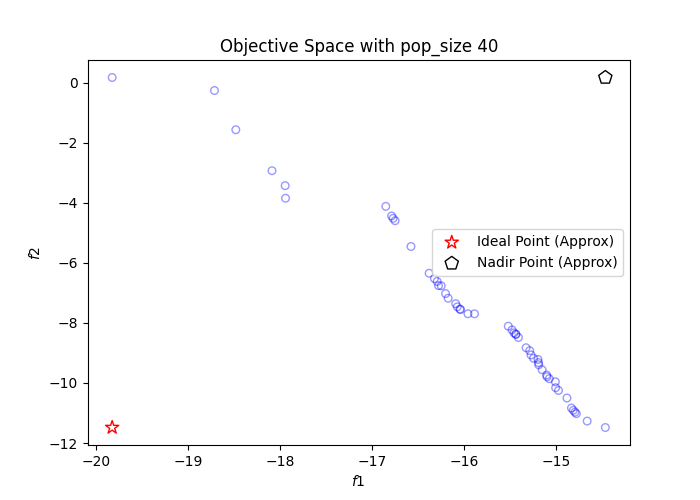 Objective Space with pop_size 40
0
−2
−4
−6
−8
−10
−12
f2
Ideal Point (Approx)
Nadir Point (Approx)
−20
−19
−18
−17
−16
−15
f1